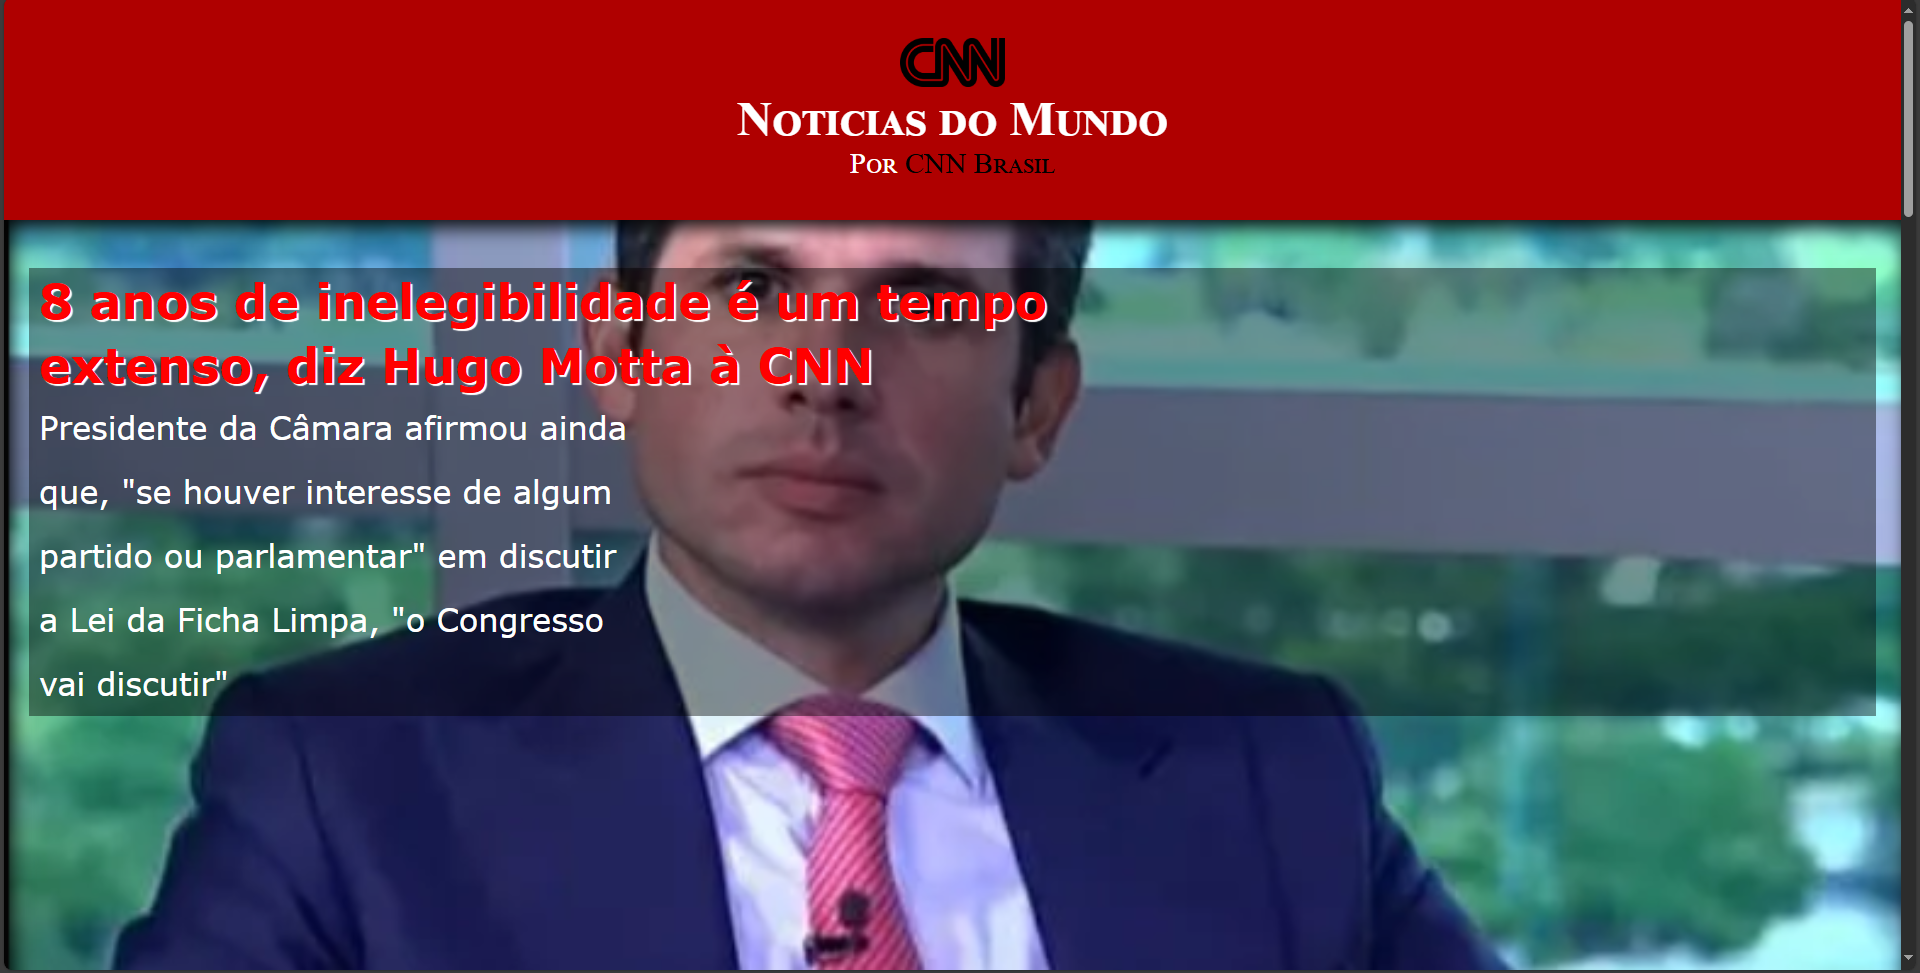 CNN
Noticias do Mundo
Por CNN Brasil
8 anos de inelegibilidade é um tempo
extenso, diz Hugo Motta à CNN
Presidente da Câmara afirmou ainda
que, "se houver interesse de algum
partido ou parlamentar" em discutir
a Lei da Ficha Limpa, "o Congresso
vai discutir"